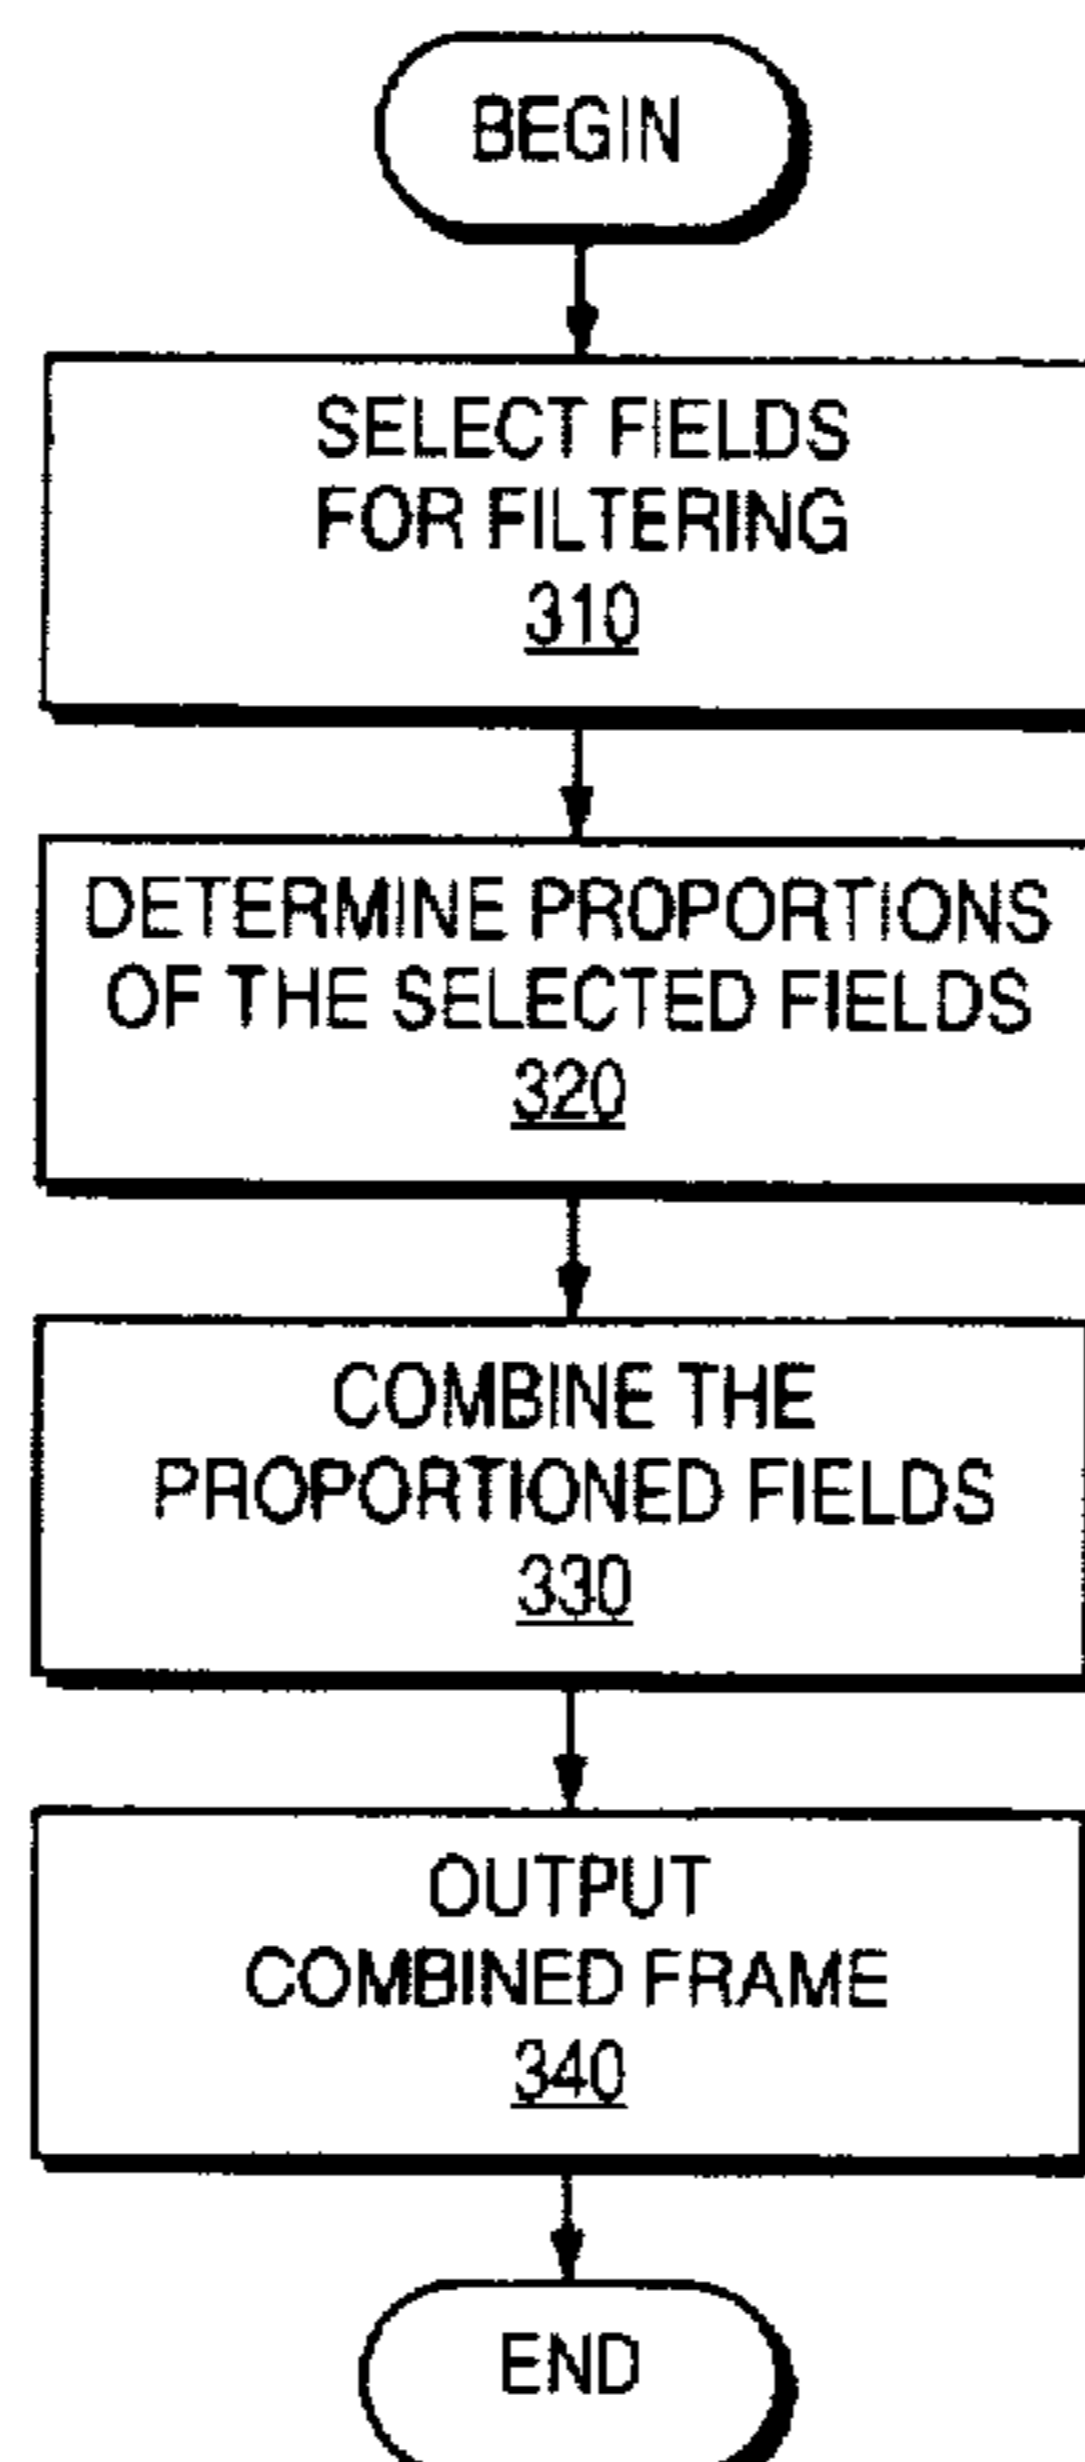 BEGIN
SELECT FIELDS
FOR FILTERING
310
DETERMINE PROPORTIONS
OF THE SELECTED FIELDS
320
COMBINE THE
PROPORTIONED FIELDS
330
OUTPUT
COMBINED FRAME
340
END